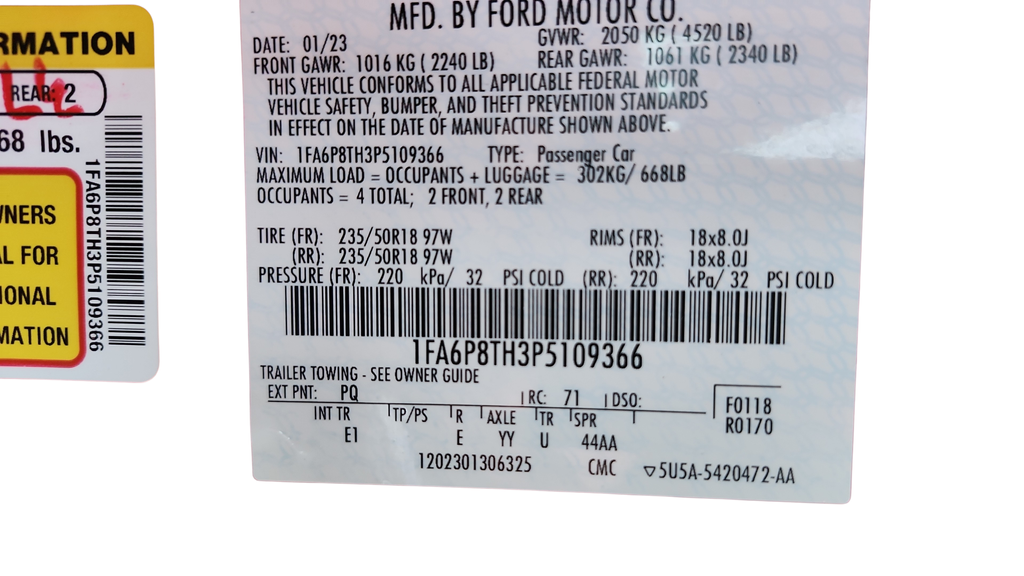 RMATION
REAR: 2
68 lbs.
1FA6P8TH3P5109366
WNERS
AL FOR
IONAL
MATION
MFD. BY FORD MOTOR CO.
DATE: 01/23 GVWR: 2050 KG ( 4520 LB)
FRONT GAWR: 1016 KG ( 2240 LB) REAR GAWR: 1061 KG ( 2340 LB)
THIS VEHICLE CONFORMS TO ALL APPLICABLE FEDERAL MOTOR
VEHICLE SAFETY, BUMPER, AND THEFT PREVENTION STANDARDS
IN EFFECT ON THE DATE OF MANUFACTURE SHOWN ABOVE.
VIN: 1FA6P8TH3P5109366 TYPE: Passenger Car
MAXIMUM LOAD = OCCUPANTS + LUGGAGE = 302KG/ 668LB
OCCUPANTS = 4 TOTAL; 2 FRONT, 2 REAR
TIRE (FR): 235/50R18 97W RIMS (FR): 18x8.0J
(RR): 235/50R18 97W (RR): 18x8.0J
PRESSURE (FR): 220 kPa/ 32 PSI COLD (RR): 220 kPa/ 32 PSI COLD
1FA6P8TH3P5109366
TRAILER TOWING - SEE OWNER GUIDE
EXT PNT: PQ RC: 71 DSO: F0118
INT TR TP/PS R AXLE TR SPR R0170
E1 E YY U 44AA
1202301306325 CMC ▽5U5A-5420472-AA